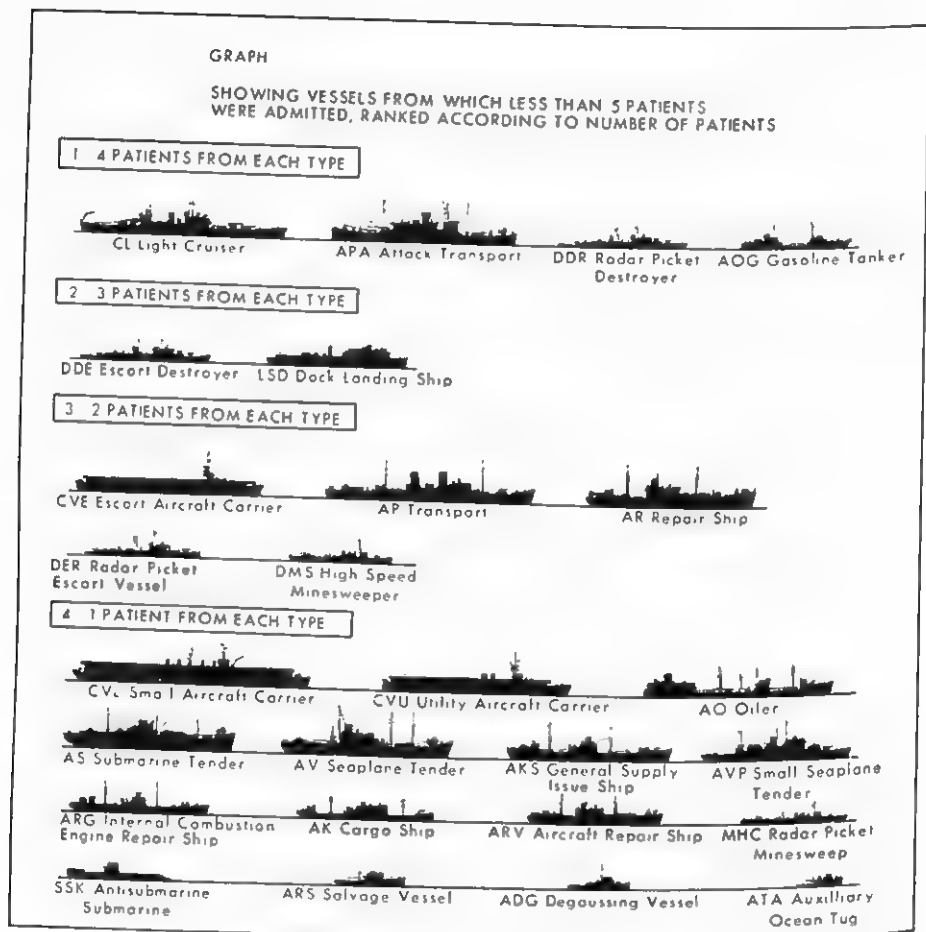 GRAPH
SHOWING VESSELS FROM WHICH LESS THAN 5 PATIENTS
WERE ADMITTED, RANKED ACCORDING TO NUMBER OF PATIENTS
1 4 PATIENTS FROM EACH TYPE
CL Light Cruiser
APA Attack Transport
DDR Radar Picket
Destroyer
AOG Gasoline Tanker
2 3 PATIENTS FROM EACH TYPE
DDE Escort Destroyer
LSD Dock Landing Ship
3 2 PATIENTS FROM EACH TYPE
CVE Escort Aircraft Carrier
AP Transport
AR Repair Ship
DER Radar Picket
Escort Vessel
DMS High Speed
Minesweeper
4 1 PATIENT FROM EACH TYPE
CVL Small Aircraft Carrier
CVU Utility Aircraft Carrier
AO Oiler
AS Submarine Tender
AV Seaplane Tender
AKS General Supply
Issue Ship
AVP Small Seaplane
Tender
ARG Internal Combustion
Engine Repair Ship
AK Cargo Ship
ARV Aircraft Repair Ship
MHC Radar Picket
Minesweep
SSK Antisubmarine
Submarine
ARS Salvage Vessel
ADG Degaussing Vessel
ATA Auxilliary
Ocean Tug